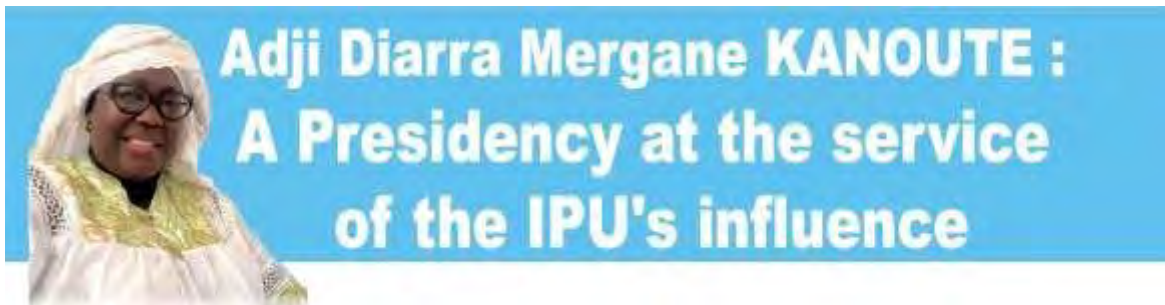 Adji Diarra Mergane KANOUTE :
A Presidency at the service
of the IPU's influence